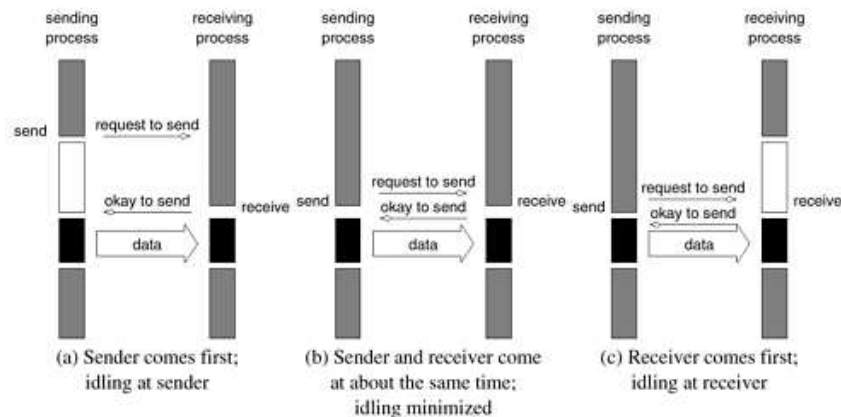 sending
process
receiving
process
send
request to send
okay to send
receive
data
(a) Sender comes first;
idling at sender
sending
process
receiving
process
send
request to send
okay to send
receive
data
(b) Sender and receiver come
at about the same time;
idling minimized
sending
process
receiving
process
send
request to send
okay to send
receive
data
(c) Receiver comes first;
idling at receiver